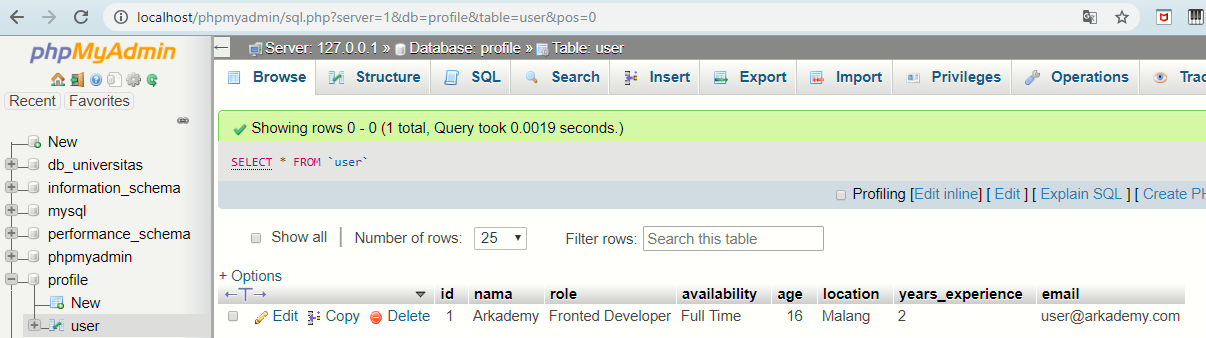 localhost/phpmyadmin/sql.php?server=1&db=profile&table=user&pos=0
phpMyAdmin
Recent Favorites
New
db_universitas
information_schema
mysql
performance_schema
phpmyadmin
profile
New
user
Server: 127.0.0.1 » Database: profile » Table: user
Browse Structure SQL Search Insert Export Import Privileges Operations Trac
Showing rows 0 - 0 (1 total, Query took 0.0019 seconds.)
SELECT * FROM `user`
Profiling [Edit inline] [ Edit ] [ Explain SQL ] [ Create PH
Show all | Number of rows: 25 Filter rows: Search this table
+ Options
←T→ id nama role availability age location years_experience email
Edit Copy Delete 1 Arkademy Fronted Developer Full Time 16 Malang 2 user@arkademy.com